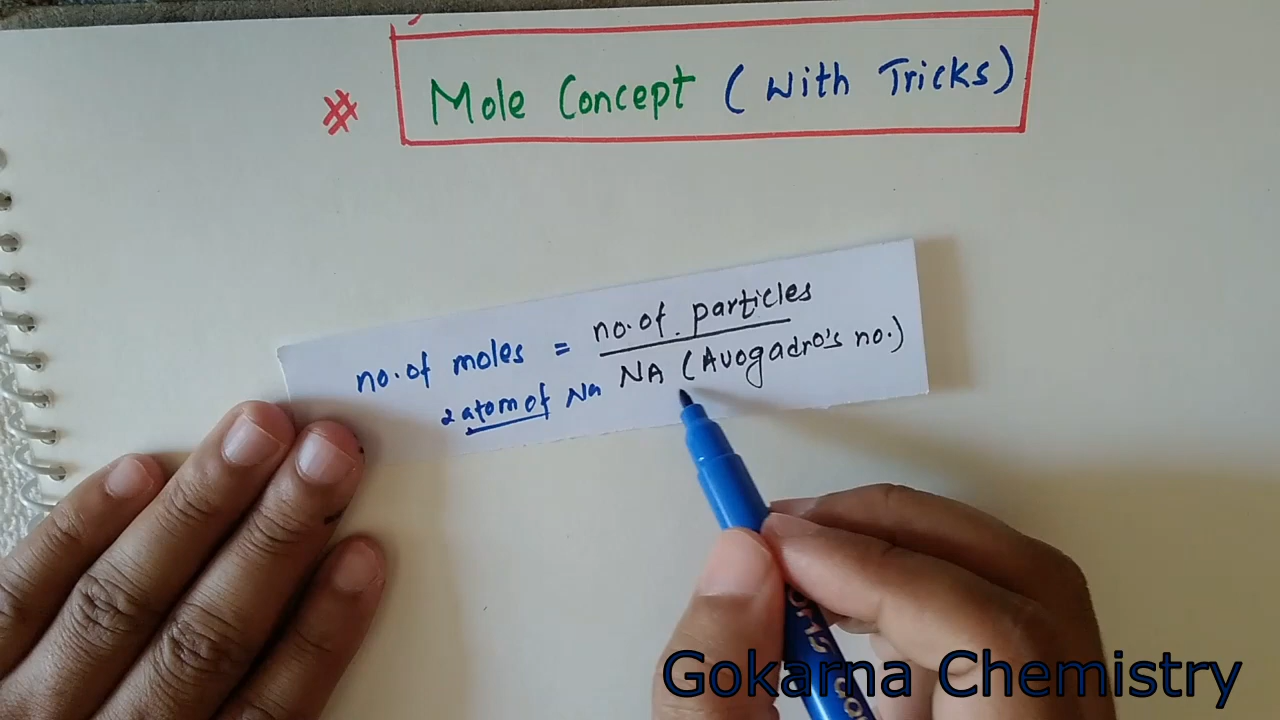 * Mole Concept (With Tricks)
no. of moles = no. of particles / NA (Avogadro's no.)
2 atom of Na
Gokarna Chemistry